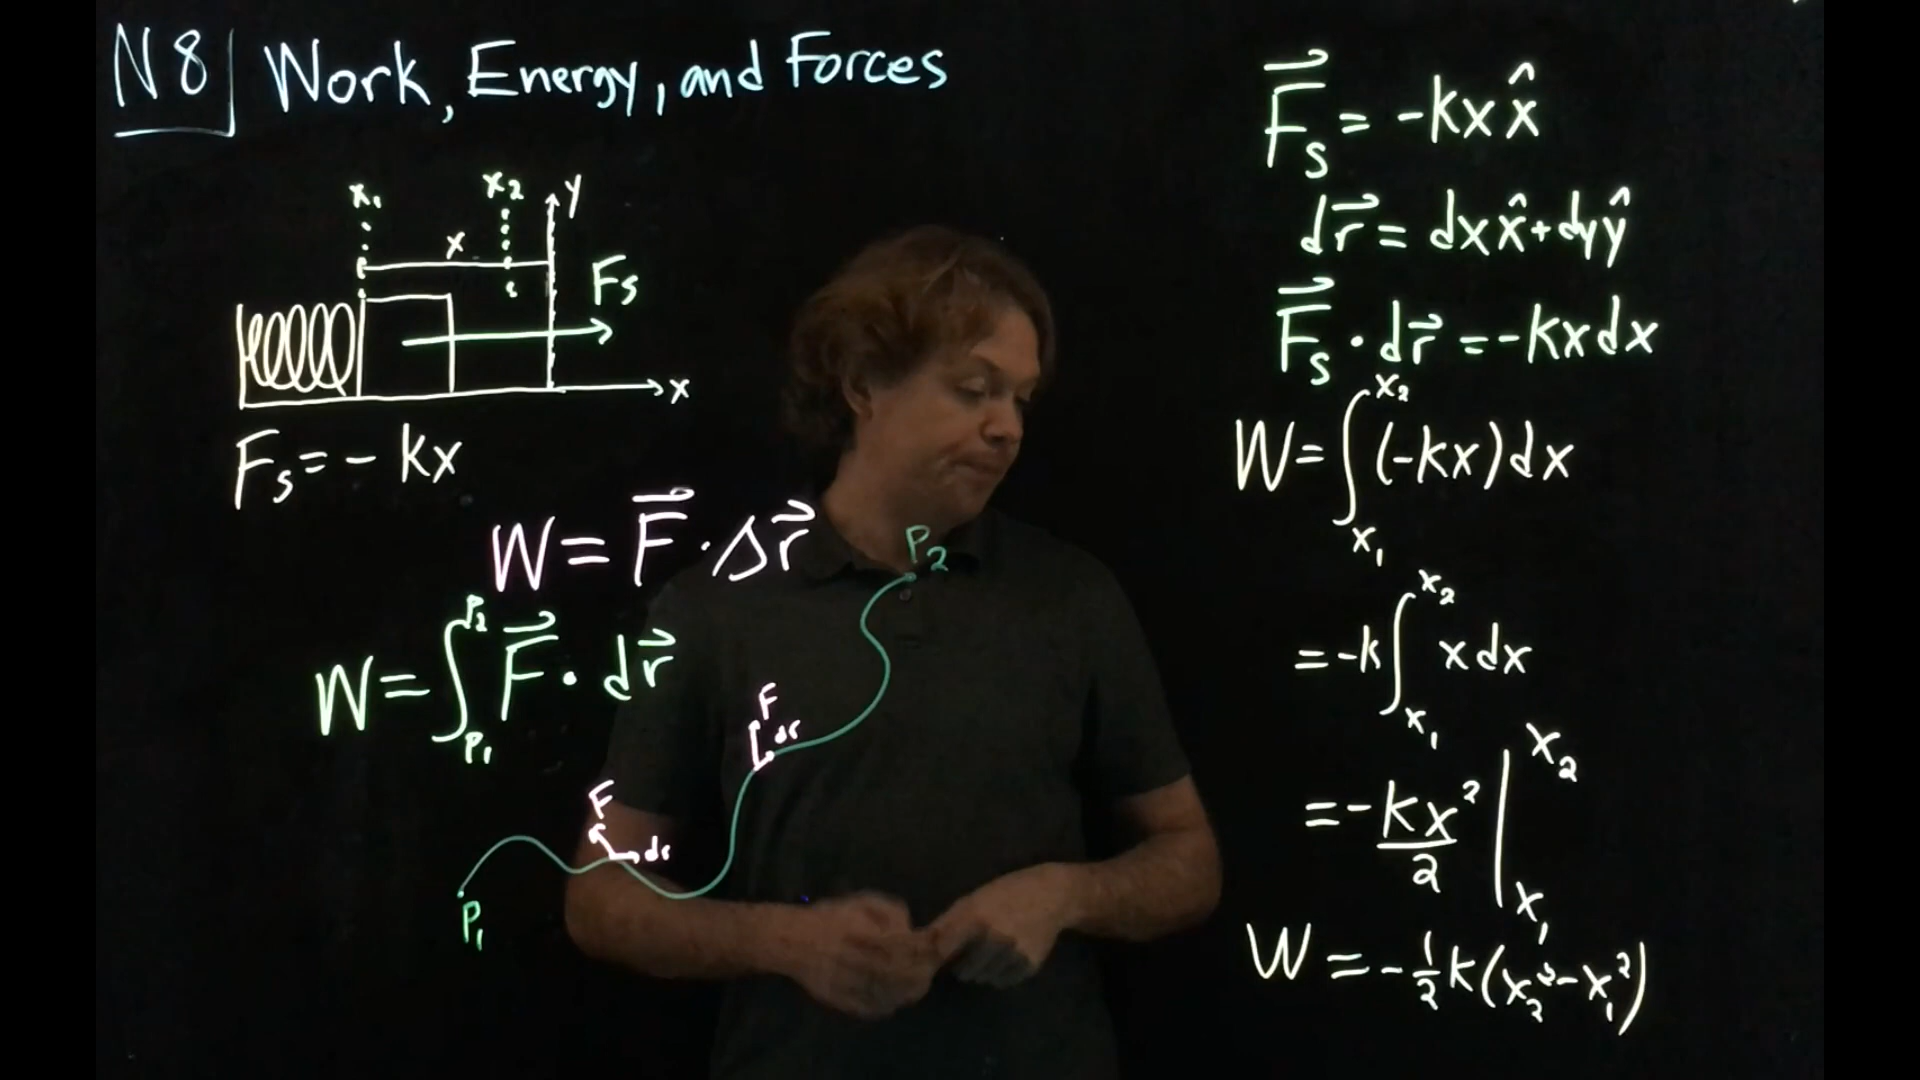 N8 Work, Energy, and Forces
x₁ x₂ y
x
Fₛ
x
Fₛ = - kx
W = F⃗ · Δr⃗
W = ∫_{P₁}^{P₂} F⃗ · dr⃗
P₂
F
dr
F
dr
P₁
F⃗ₛ = -kx x̂
dr⃗ = dx x̂ + dy ŷ
F⃗ₛ · dr⃗ = -kxdx
W = ∫_{x₁}^{x₂} (-kx)dx
= -k ∫_{x₁}^{x₂} x dx
= - kx²/2 |_{x₁}^{x₂}
W = -½k(x₂² - x₁²)